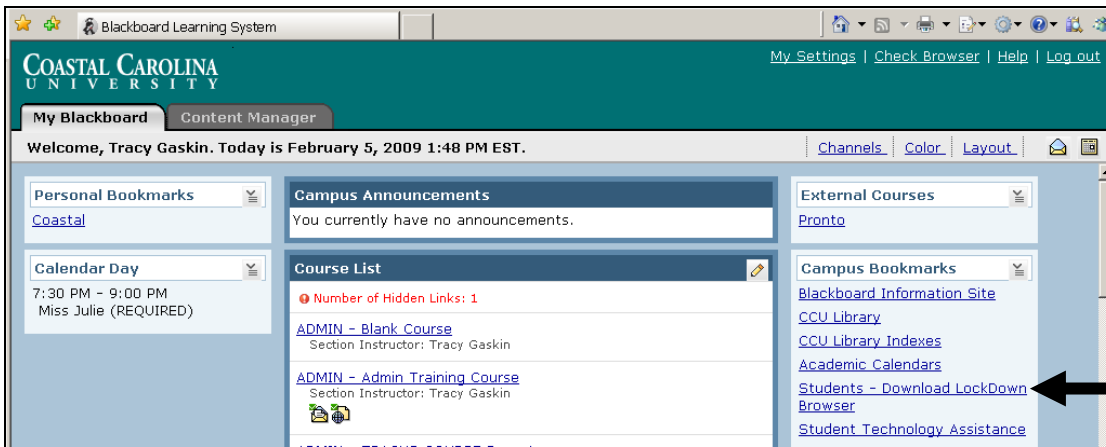 Blackboard Learning System
My Settings | Check Browser | Help | Log out
COASTAL CAROLINA
UNIVERSITY
My Blackboard
Content Manager
Welcome, Tracy Gaskin. Today is February 5, 2009 1:48 PM EST.
Channels
Color
Layout
Personal Bookmarks
Coastal
Calendar Day
7:30 PM - 9:00 PM
Miss Julie (REQUIRED)
Campus Announcements
You currently have no announcements.
Course List
Number of Hidden Links: 1
ADMIN - Blank Course
Section Instructor: Tracy Gaskin
ADMIN - Admin Training Course
Section Instructor: Tracy Gaskin
External Courses
Pronto
Campus Bookmarks
Blackboard Information Site
CCU Library
CCU Library Indexes
Academic Calendars
Students - Download LockDown
Browser
Student Technology Assistance